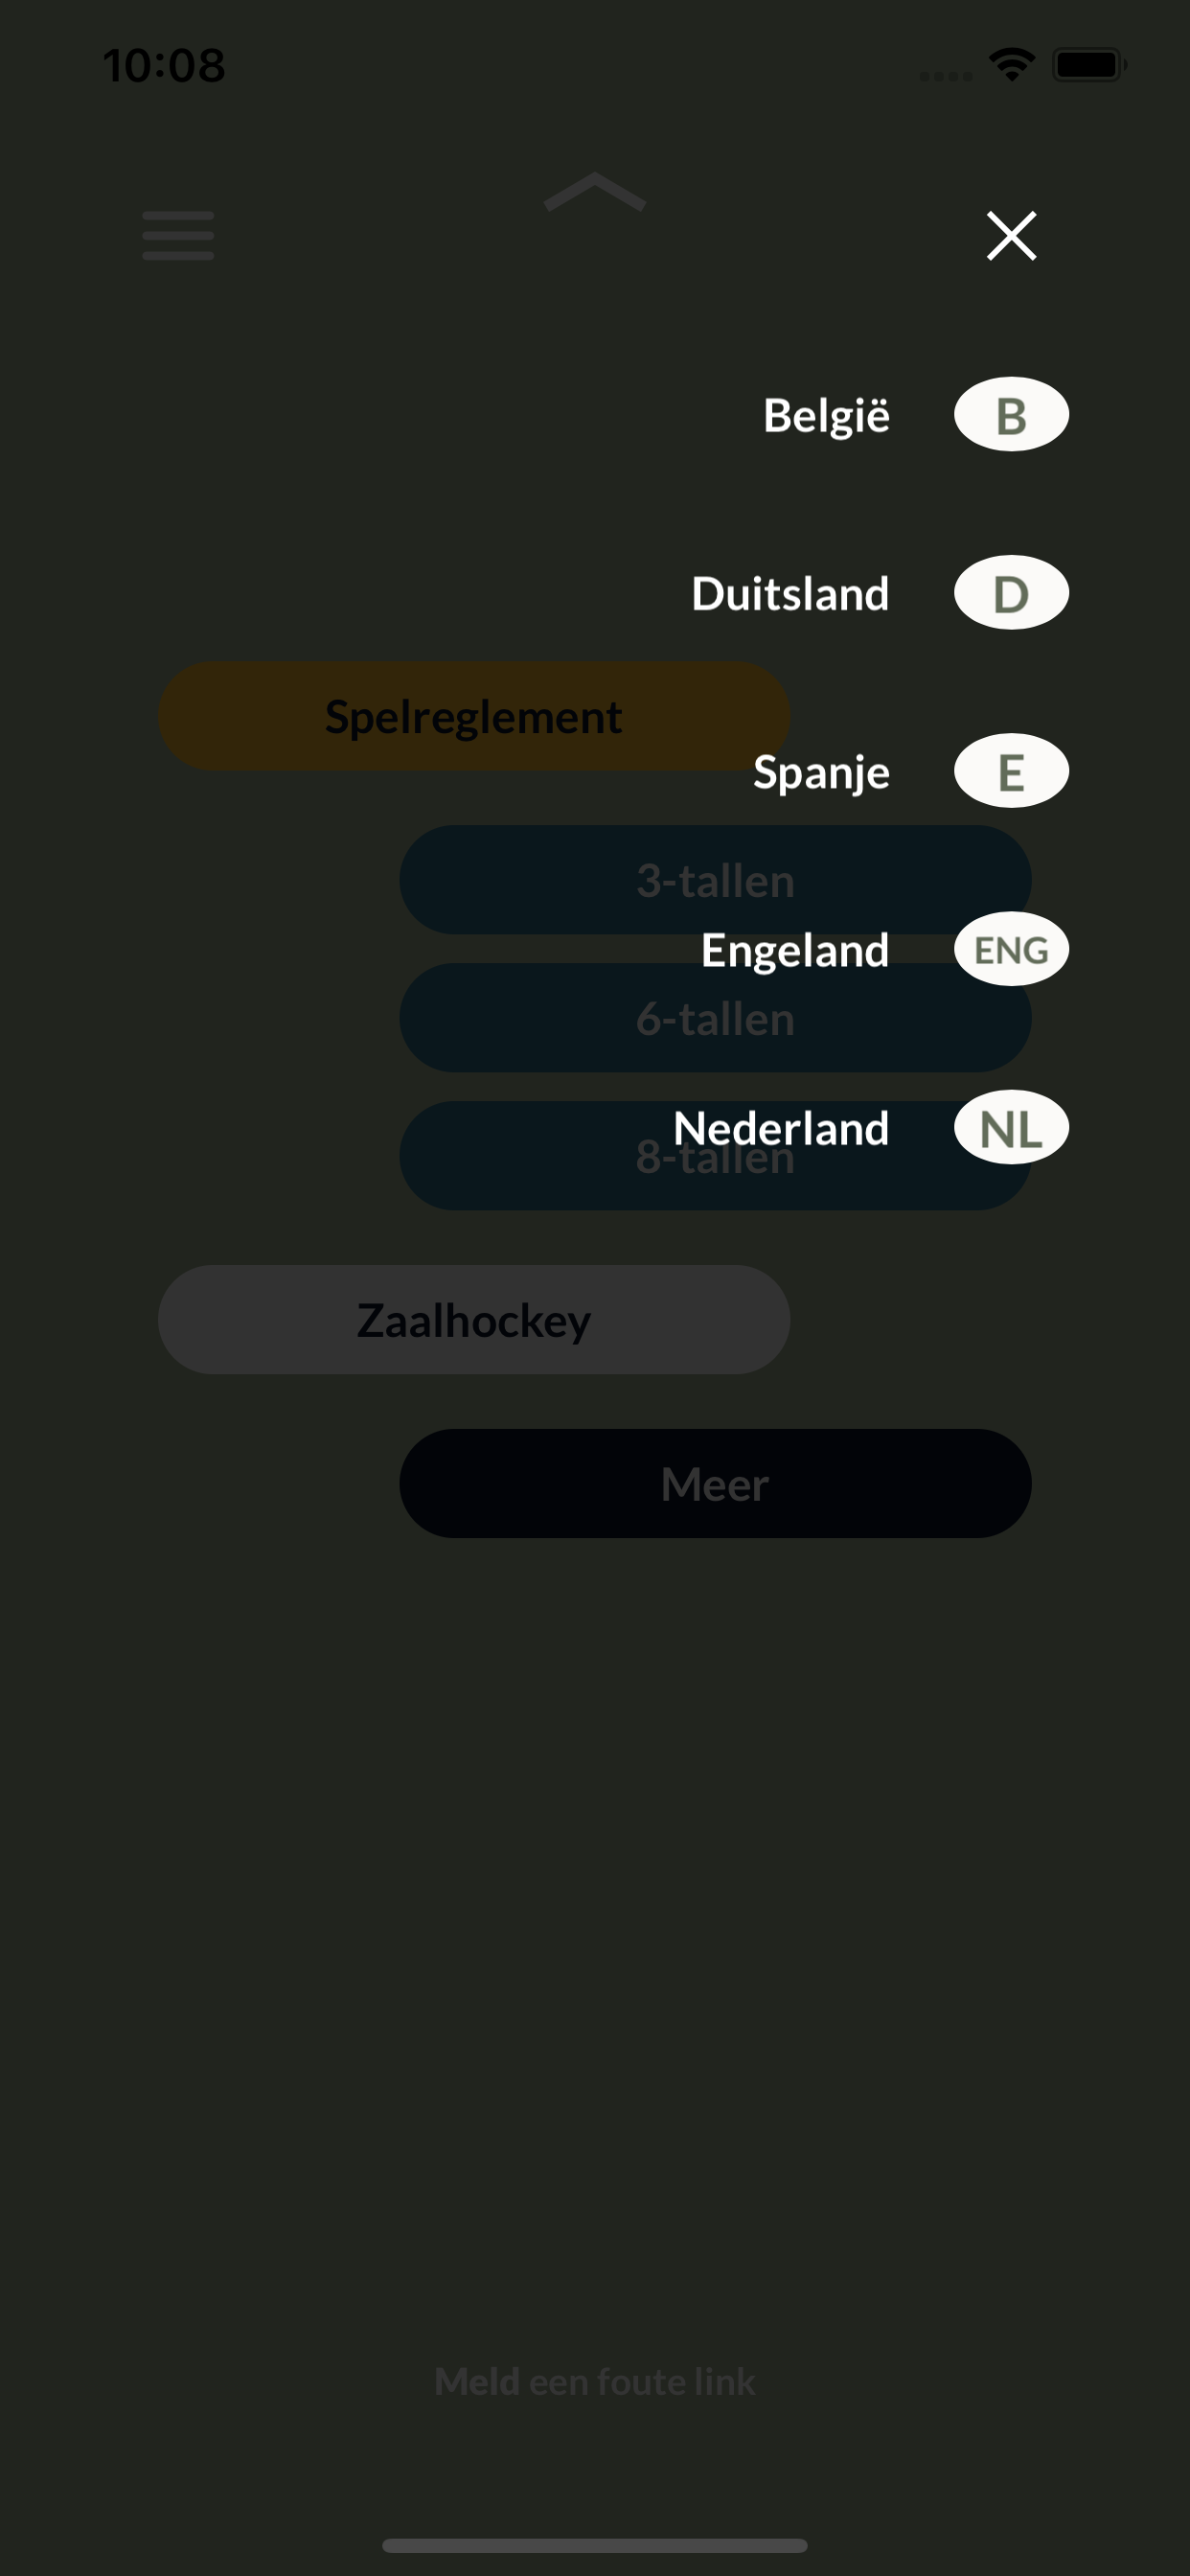 10:08
België B
Duitsland D
Spelreglement
Spanje E
3-tallen
Engeland ENG
6-tallen
Nederland NL
8-tallen
Zaalhockey
Meer
Meld een foute link